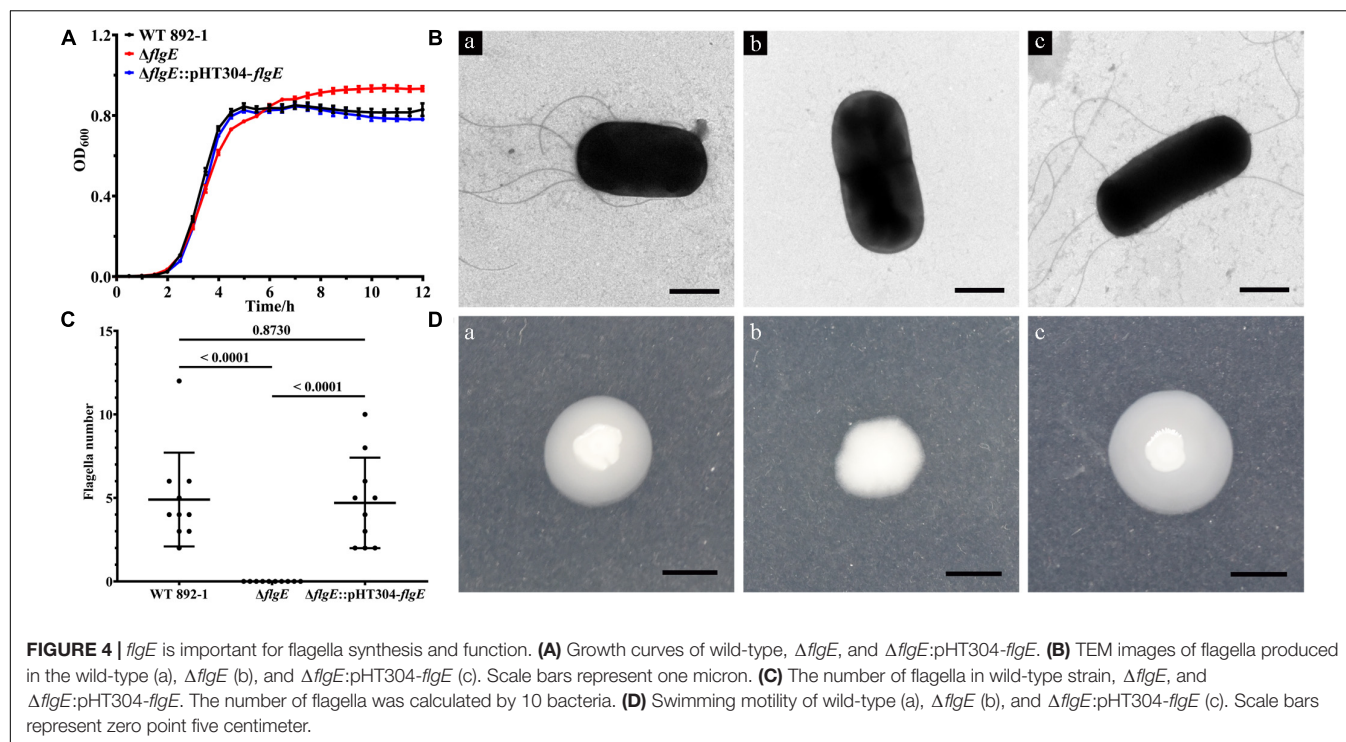 A
WT 892-1
ΔflgE
ΔflgE::pHT304-flgE
1.2
0.8
0.4
0.0
OD600
0 2 4 6 8 10 12
Time/h
B
a
b
c
C
15
10
5
0
Flagella number
0.8730
< 0.0001
< 0.0001
WT 892-1 ΔflgE ΔflgE::pHT304-flgE
D
a
b
c
FIGURE 4 | flgE is important for flagella synthesis and function. (A) Growth curves of wild-type, ΔflgE, and ΔflgE:pHT304-flgE. (B) TEM images of flagella produced
in the wild-type (a), ΔflgE (b), and ΔflgE:pHT304-flgE (c). Scale bars represent one micron. (C) The number of flagella in wild-type strain, ΔflgE, and
ΔflgE:pHT304-flgE. The number of flagella was calculated by 10 bacteria. (D) Swimming motility of wild-type (a), ΔflgE (b), and ΔflgE:pHT304-flgE (c). Scale bars
represent zero point five centimeter.